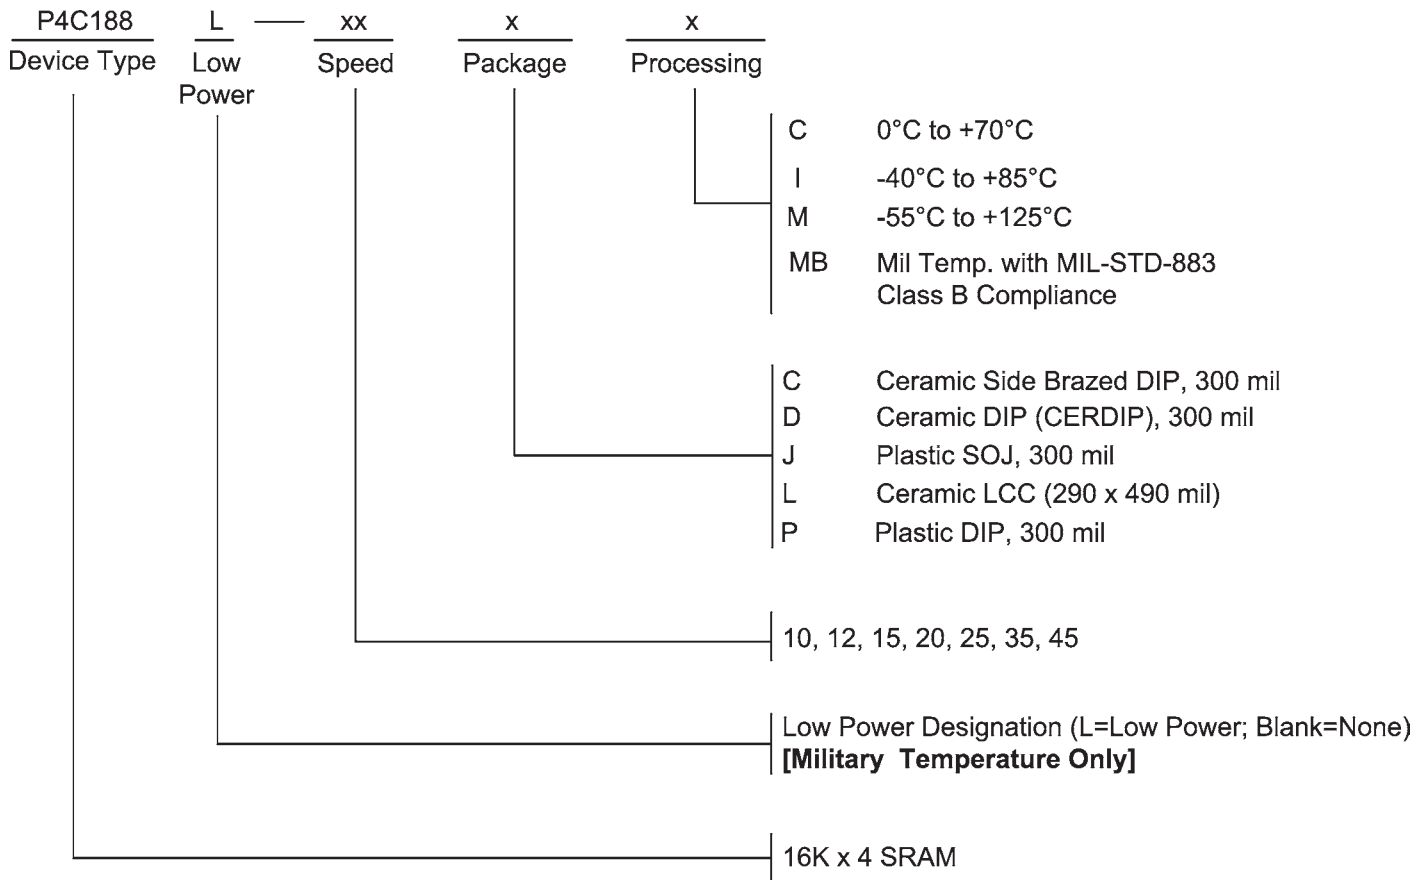 P4C188 L xx x x
Device Type Low Power Speed Package Processing
C 0°C to +70°C
I -40°C to +85°C
M -55°C to +125°C
MB Mil Temp. with MIL-STD-883
Class B Compliance
C Ceramic Side Brazed DIP, 300 mil
D Ceramic DIP (CERDIP), 300 mil
J Plastic SOJ, 300 mil
L Ceramic LCC (290 x 490 mil)
P Plastic DIP, 300 mil
10, 12, 15, 20, 25, 35, 45
Low Power Designation (L=Low Power; Blank=None)
[Military Temperature Only]
16K x 4 SRAM